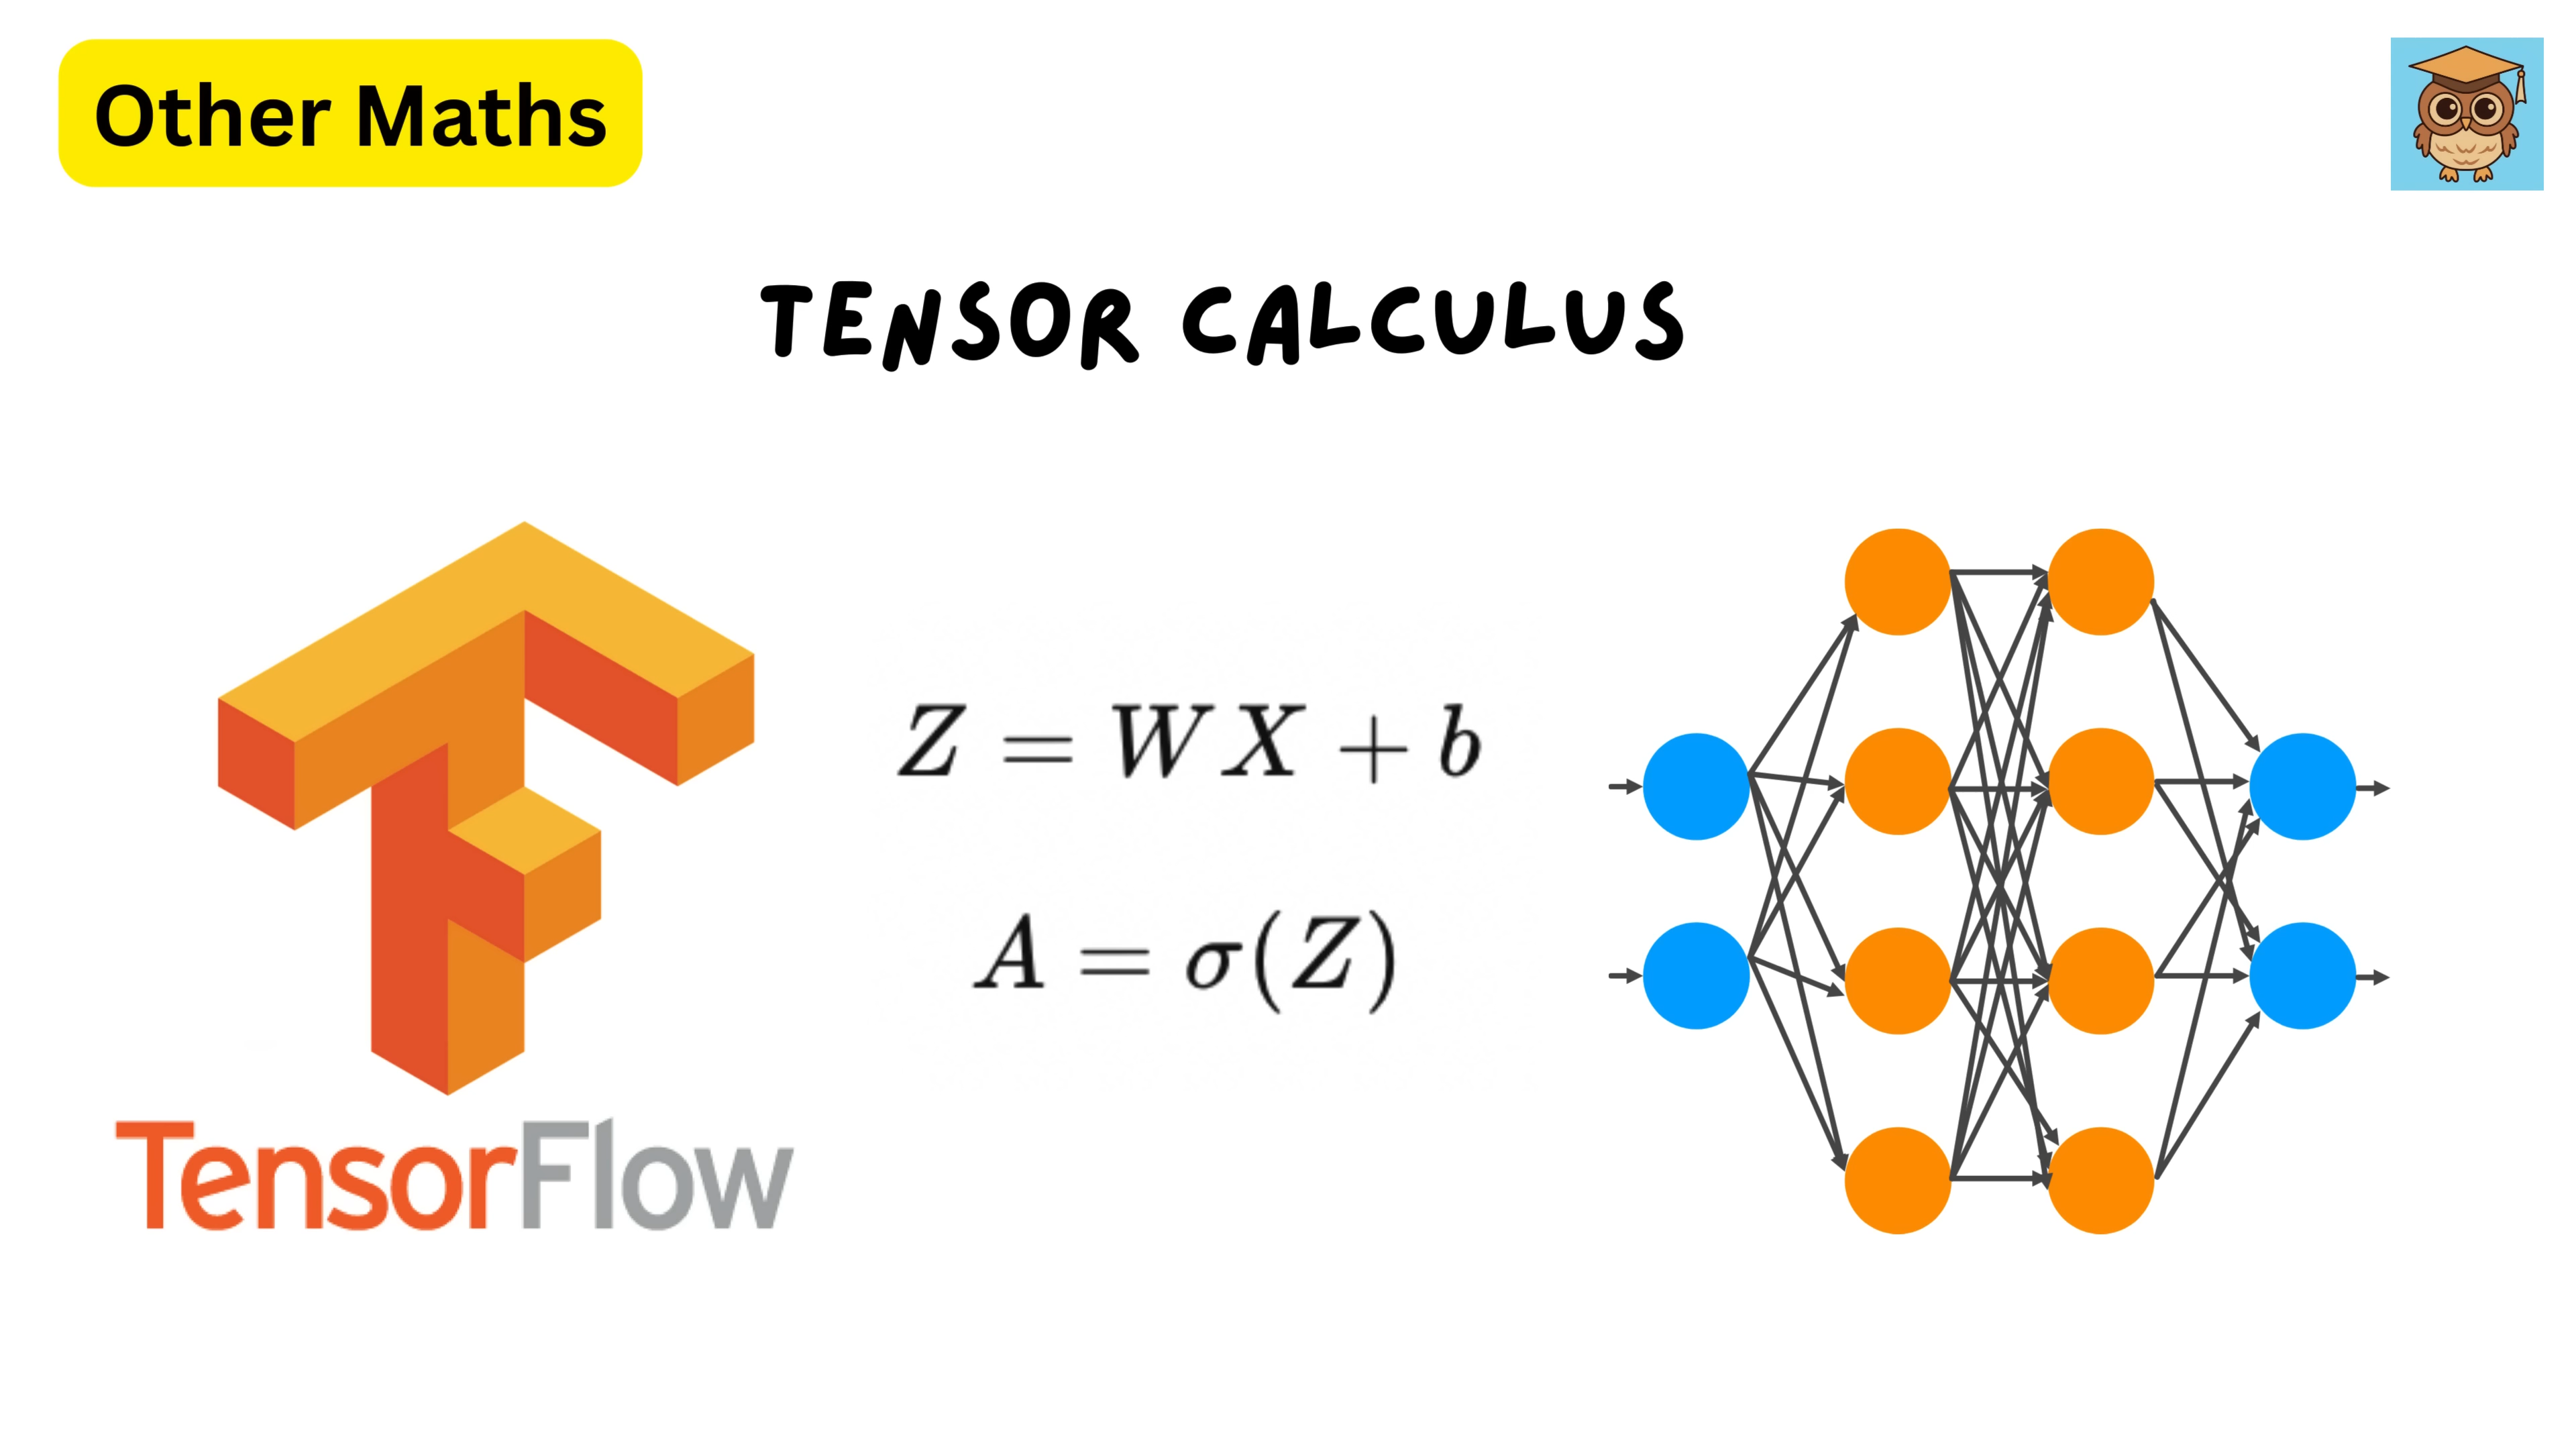 Other Maths
TENSOR CALCULUS
Z = WX + b
A = σ(Z)
TensorFlow